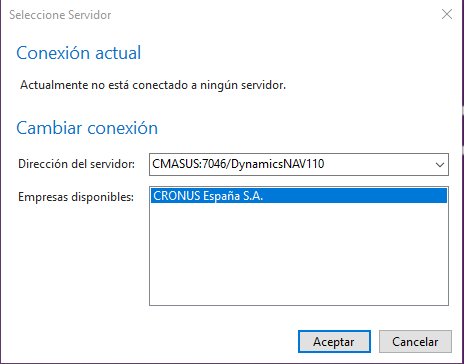 Seleccione Servidor
Conexión actual
Actualmente no está conectado a ningún servidor.
Cambiar conexión
Dirección del servidor: CMASUS:7046/DynamicsNAV110
Empresas disponibles: CRONUS España S.A.
Aceptar Cancelar